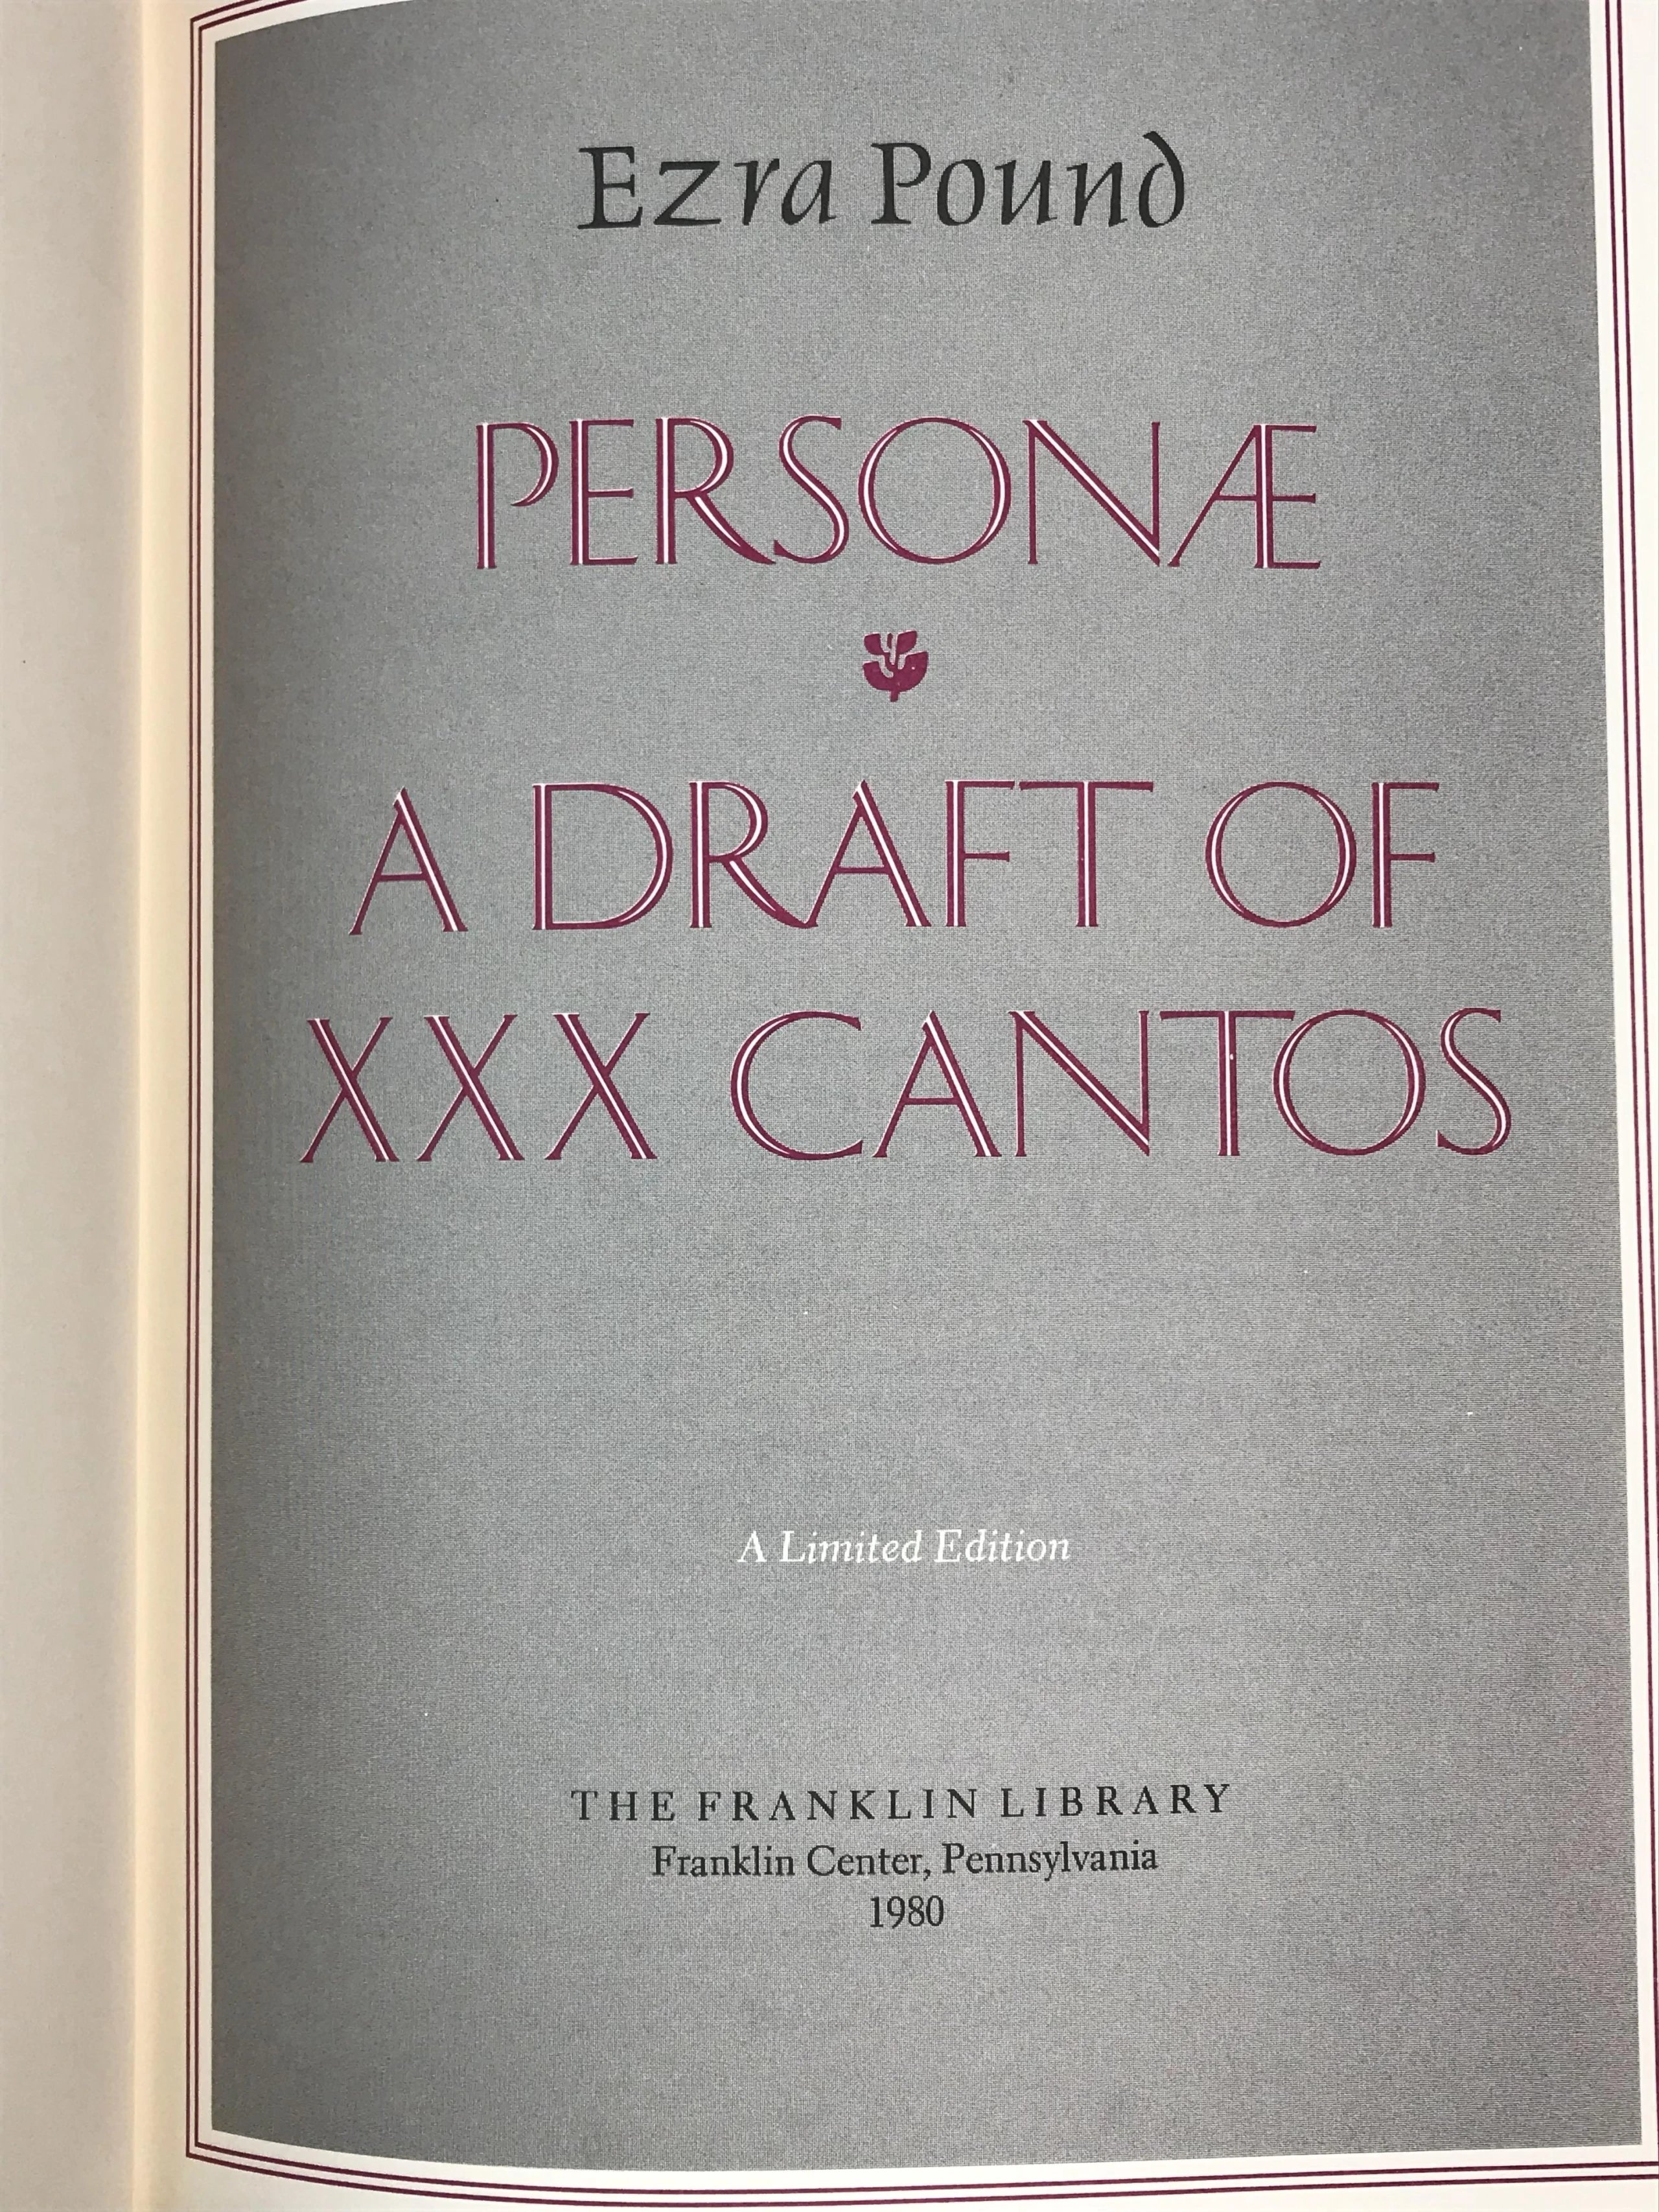 Ezra Pound
PERSONÆ
A DRAFT OF
XXX CANTOS
A Limited Edition
THE FRANKLIN LIBRARY
Franklin Center, Pennsylvania
1980